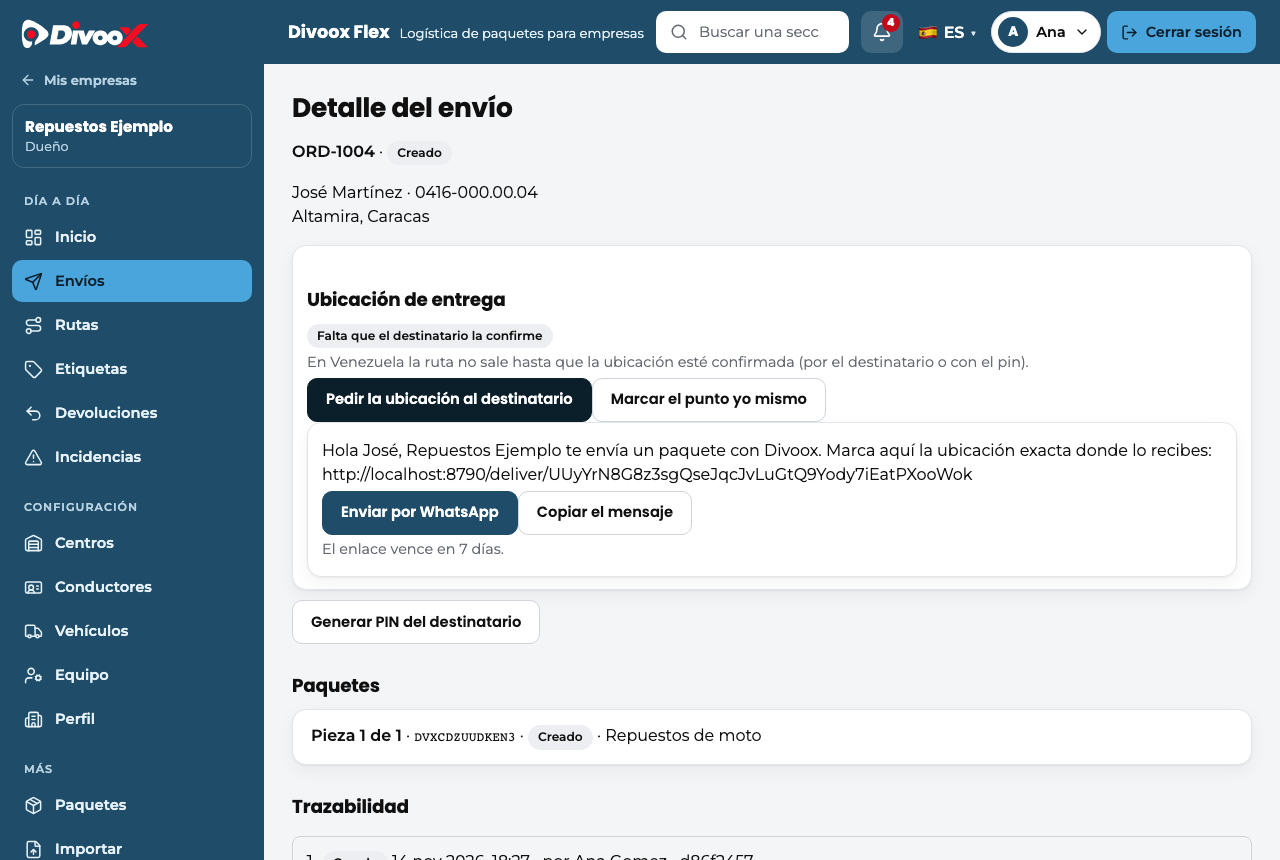 DivooX
Divoox Flex Logística de paquetes para empresas
Buscar una secc
4
ES
A Ana
Cerrar sesión
Mis empresas
Repuestos Ejemplo
Dueño
DÍA A DÍA
Inicio
Envíos
Rutas
Etiquetas
Devoluciones
Incidencias
CONFIGURACIÓN
Centros
Conductores
Vehículos
Equipo
Perfil
MÁS
Paquetes
Importar
Detalle del envío
ORD-1004 · Creado
José Martínez · 0416-000.00.04
Altamira, Caracas
Ubicación de entrega
Falta que el destinatario la confirme
En Venezuela la ruta no sale hasta que la ubicación esté confirmada (por el destinatario o con el pin).
Pedir la ubicación al destinatario Marcar el punto yo mismo
Hola José, Repuestos Ejemplo te envía un paquete con Divoox. Marca aquí la ubicación exacta donde lo recibes:
http://localhost:8790/deliver/UUyYrN8G8z3sgQseJqcJvLuGtQ9Yody7iEatPXooWok
Enviar por WhatsApp Copiar el mensaje
El enlace vence en 7 días.
Generar PIN del destinatario
Paquetes
Pieza 1 de 1 · DVXCDZUUDKEN3 · Creado · Repuestos de moto
Trazabilidad